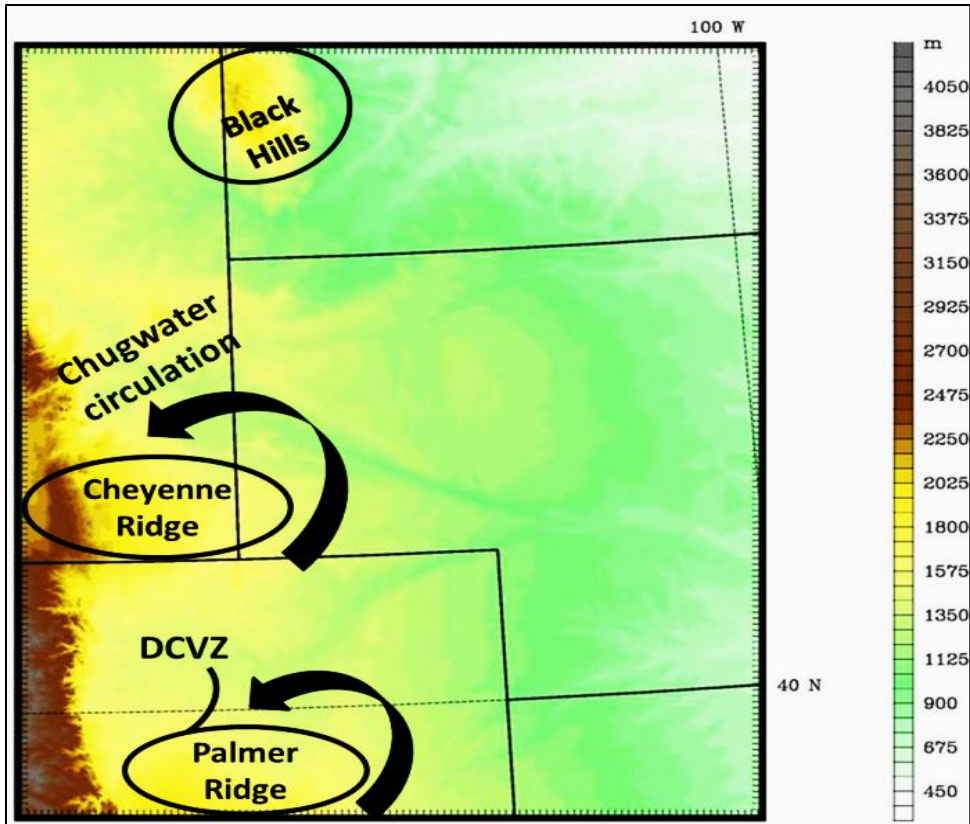 100 W
m
4050
3825
3600
3375
3150
2925
2700
2475
2250
2025
1800
1575
1350
1125
900
675
450
Black
Hills
Chugwater
circulation
Cheyenne
Ridge
DCVZ
40 N
Palmer
Ridge